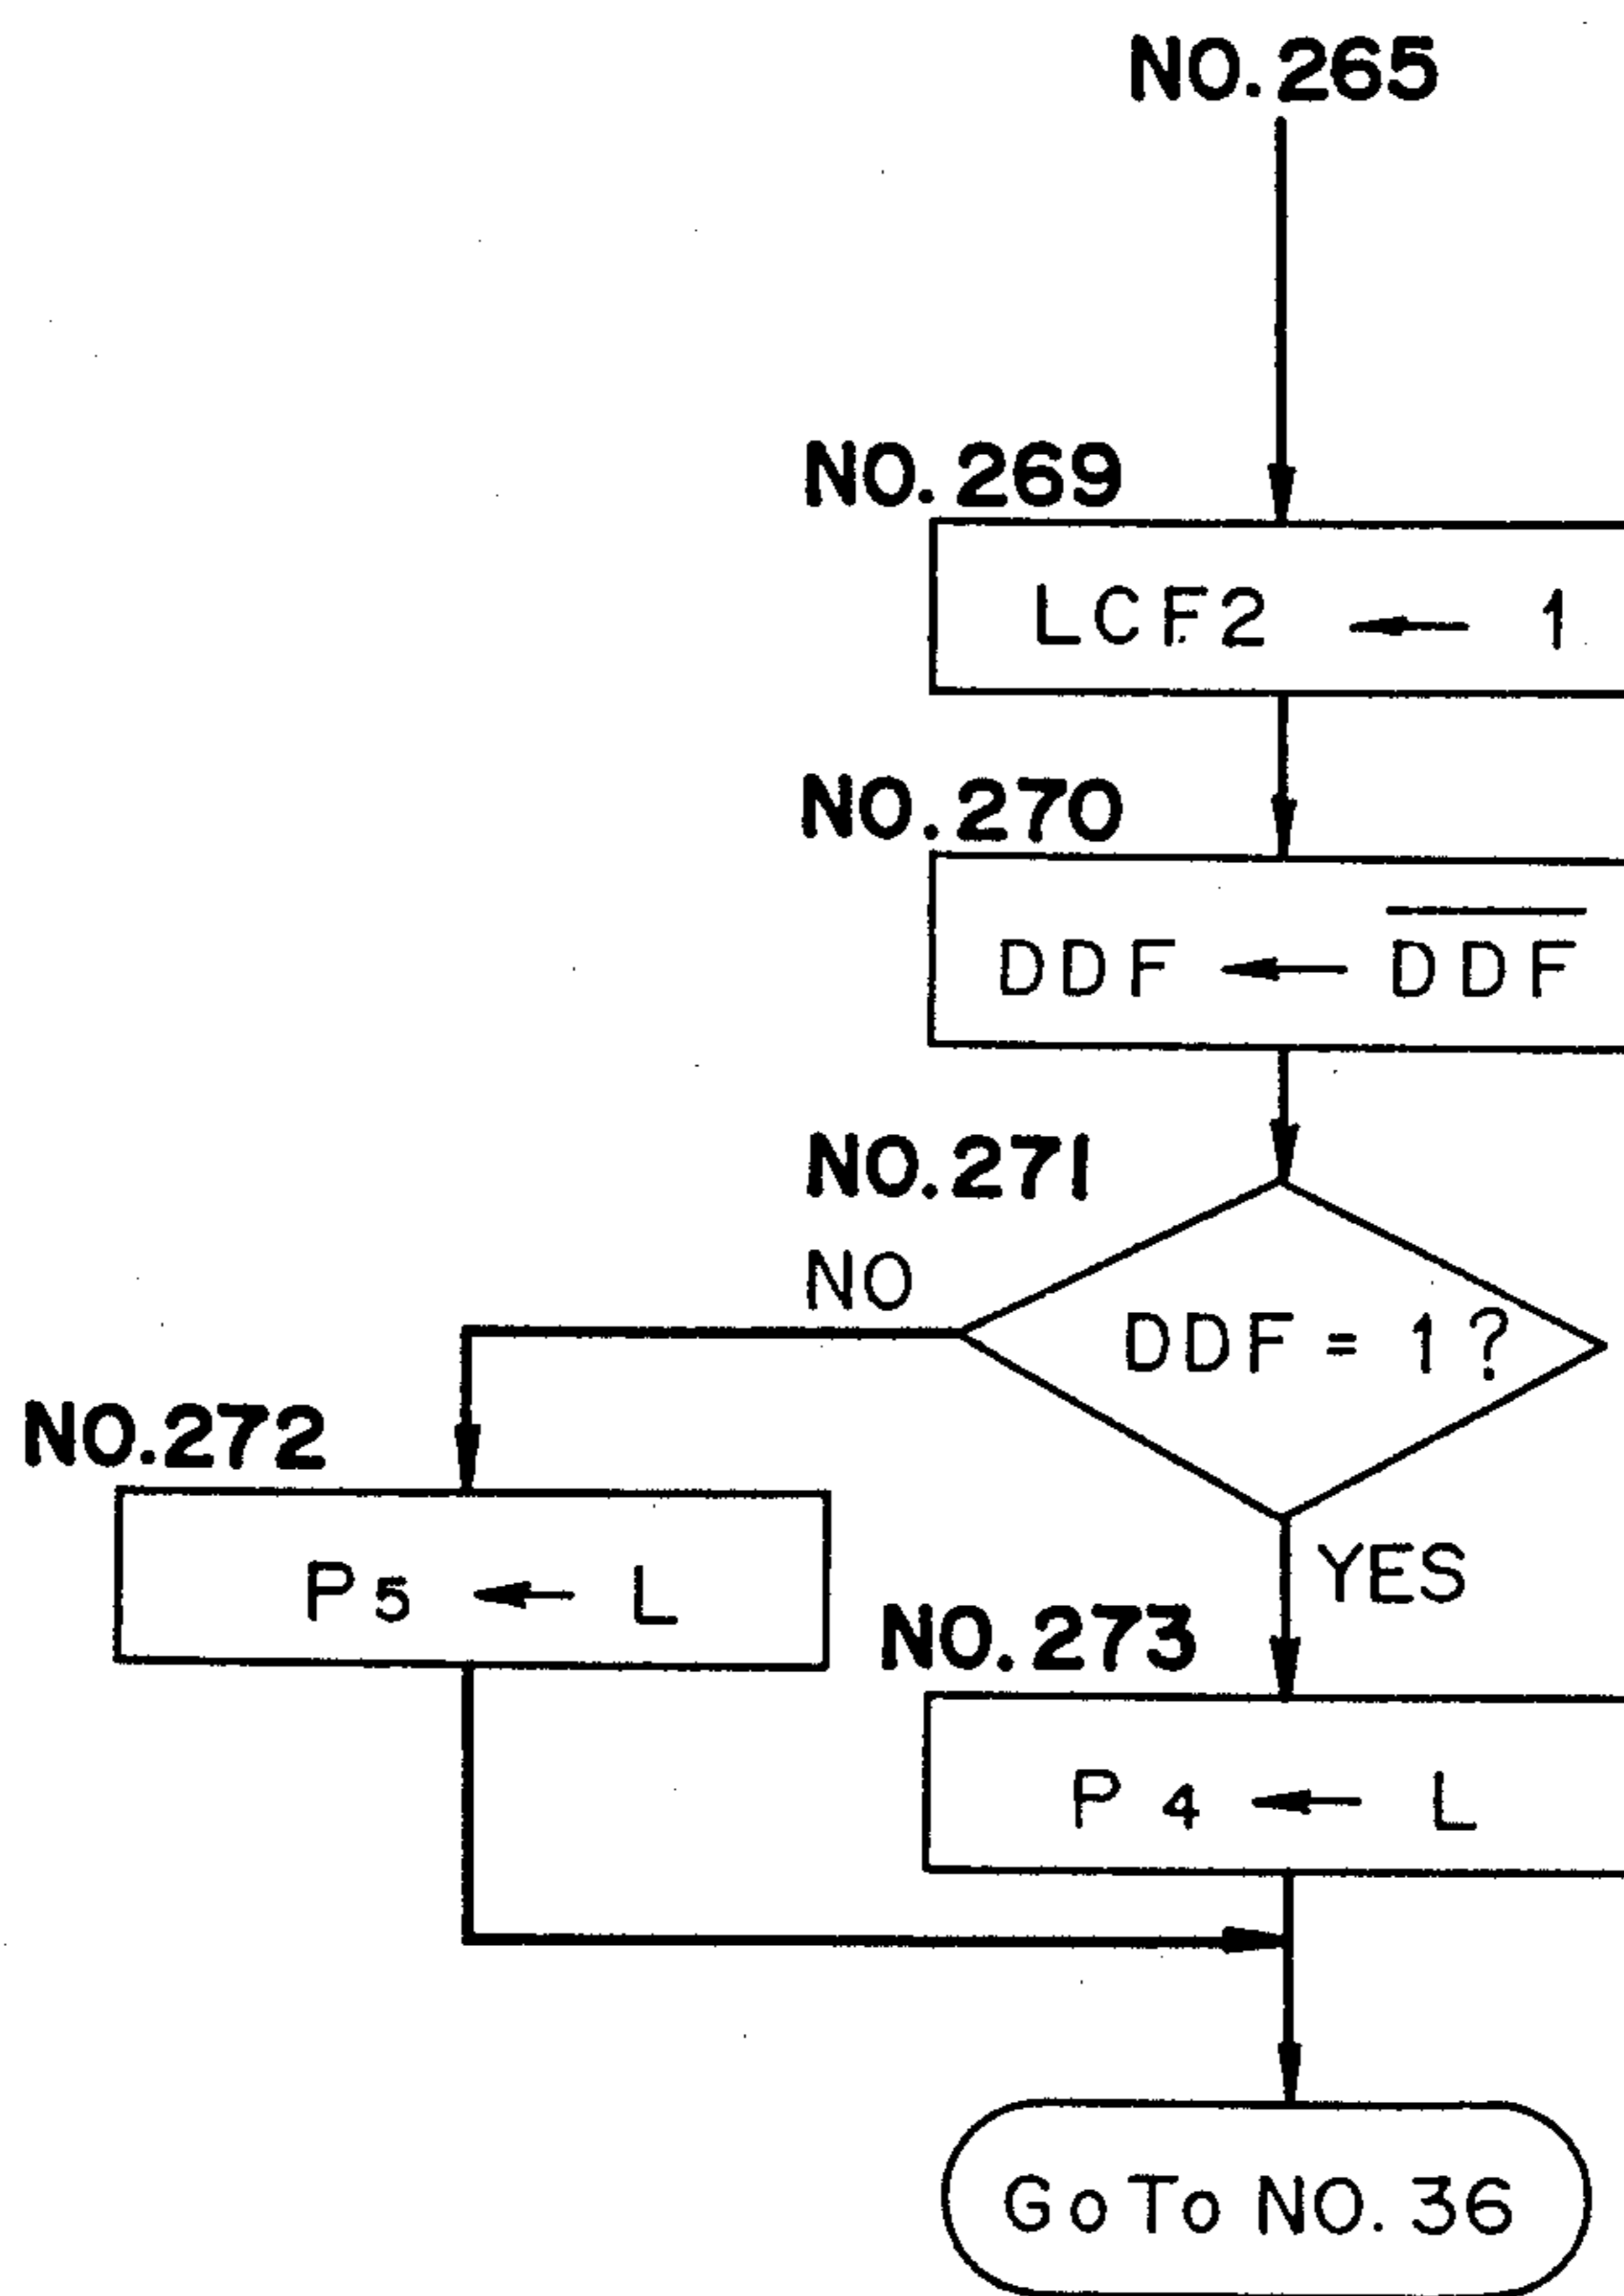 NO.265
NO.269
LCF2 ← 1
NO.270
DDF ← D̅D̅F̅
NO.271
NO
DDF = 1?
NO.272
P5 ← L
YES
NO.273
P4 ← L
GoTo NO.36